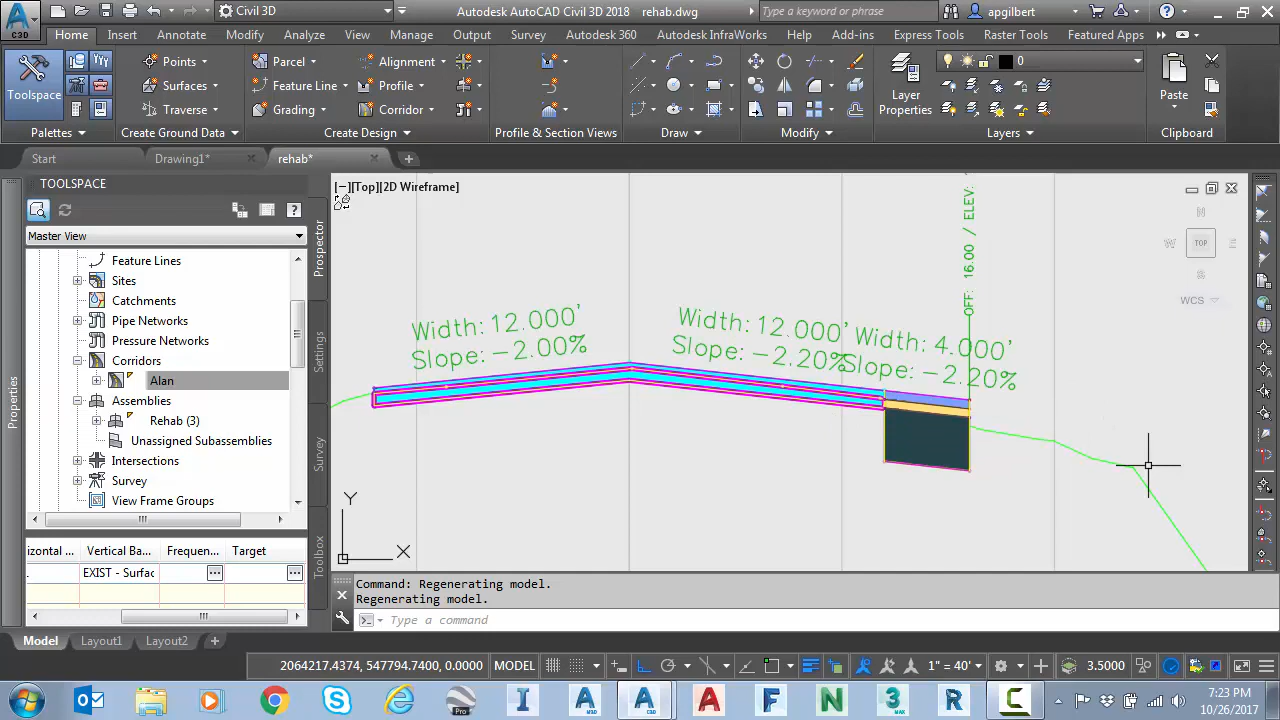 C3D
Civil 3D
Autodesk AutoCAD Civil 3D 2018 rehab.dwg
Type a keyword or phrase
apgilbert
Home Insert Annotate Modify Analyze View Manage Output Survey Autodesk 360 Autodesk InfraWorks Help Add-ins Express Tools Raster Tools Featured Apps
Toolspace
Palettes
Points
Surfaces
Traverse
Create Ground Data
Parcel
Feature Line
Grading
Alignment
Profile
Corridor
Create Design
Profile & Section Views
Draw
Modify
Layer
Properties
0
Layers
Paste
Clipboard
Start Drawing1* rehab*
TOOLSPACE
Master View
Feature Lines
Sites
Catchments
Pipe Networks
Pressure Networks
Corridors
Alan
Assemblies
Rehab (3)
Unassigned Subassemblies
Intersections
Survey
View Frame Groups
Prospector
Settings
Survey
Toolbox
Properties
izontal ... Vertical Ba... Frequen... Target
EXIST - Surfac
[−][Top][2D Wireframe]
N
W TOP E
S
WCS
OFF: 16.00 / ELEV:
Width: 12.000'
Slope: −2.00%
Width: 12.000'
Slope: −2.20%
Width: 4.000'
Slope: −2.20%
Y
X
Command: Regenerating model.
Regenerating model.
Type a command
Model Layout1 Layout2
2064217.4374, 547794.7400, 0.0000 MODEL 1" = 40' 3.5000
Pro
I A A A F N 3 R C
7:23 PM
10/26/2017